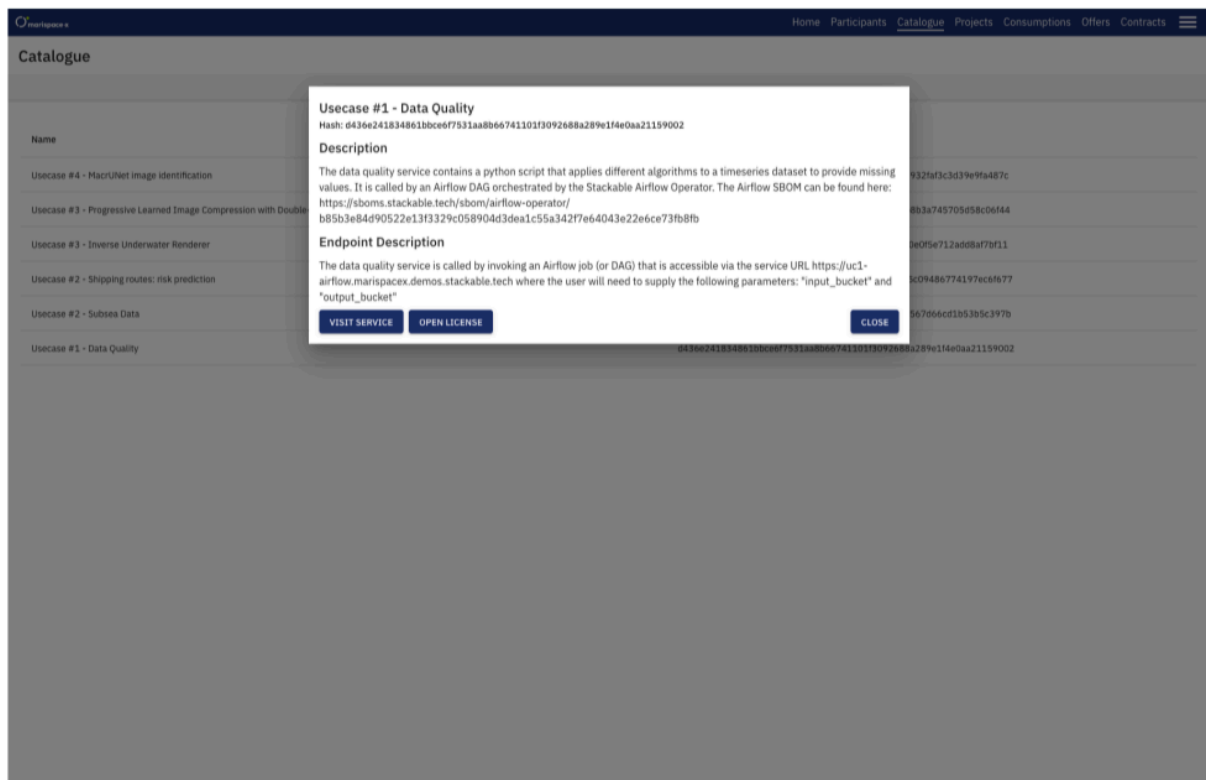 marispace x
Home Participants Catalogue Projects Consumptions Offers Contracts
Catalogue
Usecase #1 - Data Quality
Hash: d436e241834861bbce6f7531aa8b66741101f3092688a289e1f4e0aa21159002
Description
The data quality service contains a python script that applies different algorithms to a timeseries dataset to provide missing
values. It is called by an Airflow DAG orchestrated by the Stackable Airflow Operator. The Airflow SBOM can be found here:
https://sboms.stackable.tech/sbom/airflow-operator/
b85b3e84d90522e13f3329c058904d3dea1c55a342f7e64043e22e6ce73fb8fb
Endpoint Description
The data quality service is called by invoking an Airflow job (or DAG) that is accessible via the service URL https://uc1-
airflow.marispacex.demos.stackable.tech where the user will need to supply the following parameters: "input_bucket" and
"output_bucket"
VISIT SERVICE OPEN LICENSE CLOSE
Name
Usecase #4 - MacrUNet image identification 932faf3c3d39e9fa487c
Usecase #3 - Progressive Learned Image Compression with Double- 8b3a745705d58c06f44
Usecase #3 - Inverse Underwater Renderer 0e0f5e712add8af7bf11
Usecase #2 - Shipping routes: risk prediction c09486774197ec6f677
Usecase #2 - Subsea Data 567d66cd1b53b5c397b
Usecase #1 - Data Quality d436e241834861bbce6f7531aa8b66741101f3092688a289e1f4e0aa21159002